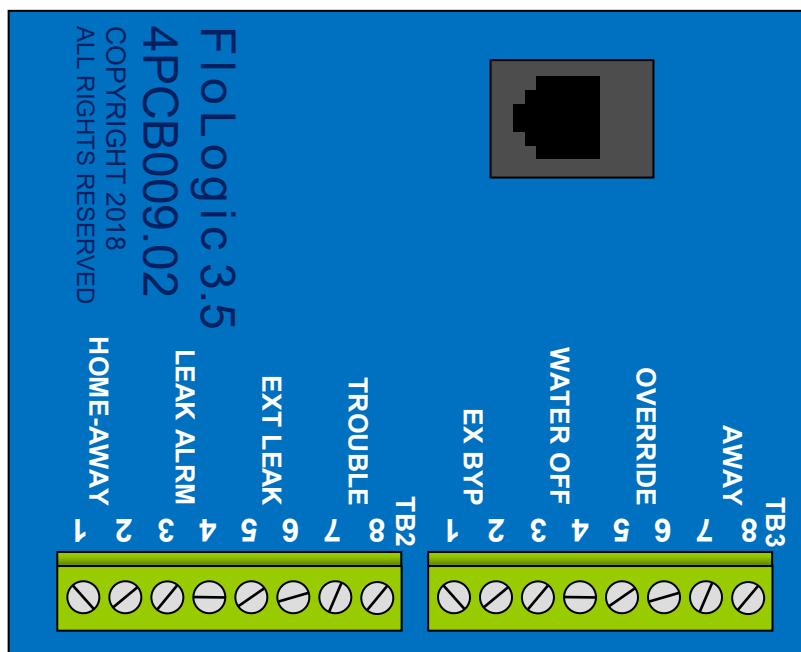 FloLogic 3.5
4PCB009.02
COPYRIGHT 2018
ALL RIGHTS RESERVED
HOME-AWAY
LEAK ALRM
EXT LEAK
TROUBLE
EX BYP
WATER OFF
OVERRIDE
AWAY
1 2 3 4 5 6 7 8 TB2
1 2 3 4 5 6 7 8 TB3